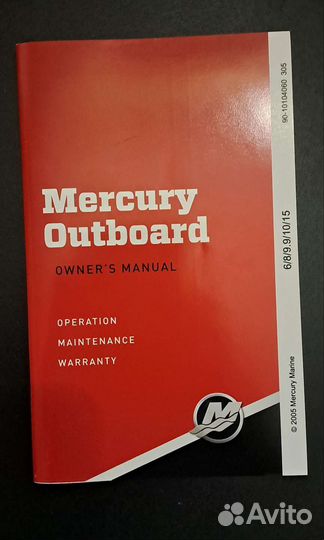 Mercury
Outboard
OWNER'S MANUAL
OPERATION
MAINTENANCE
WARRANTY
90-10104060 305
6/8/9.9/10/15
© 2005 Mercury Marine
Avito